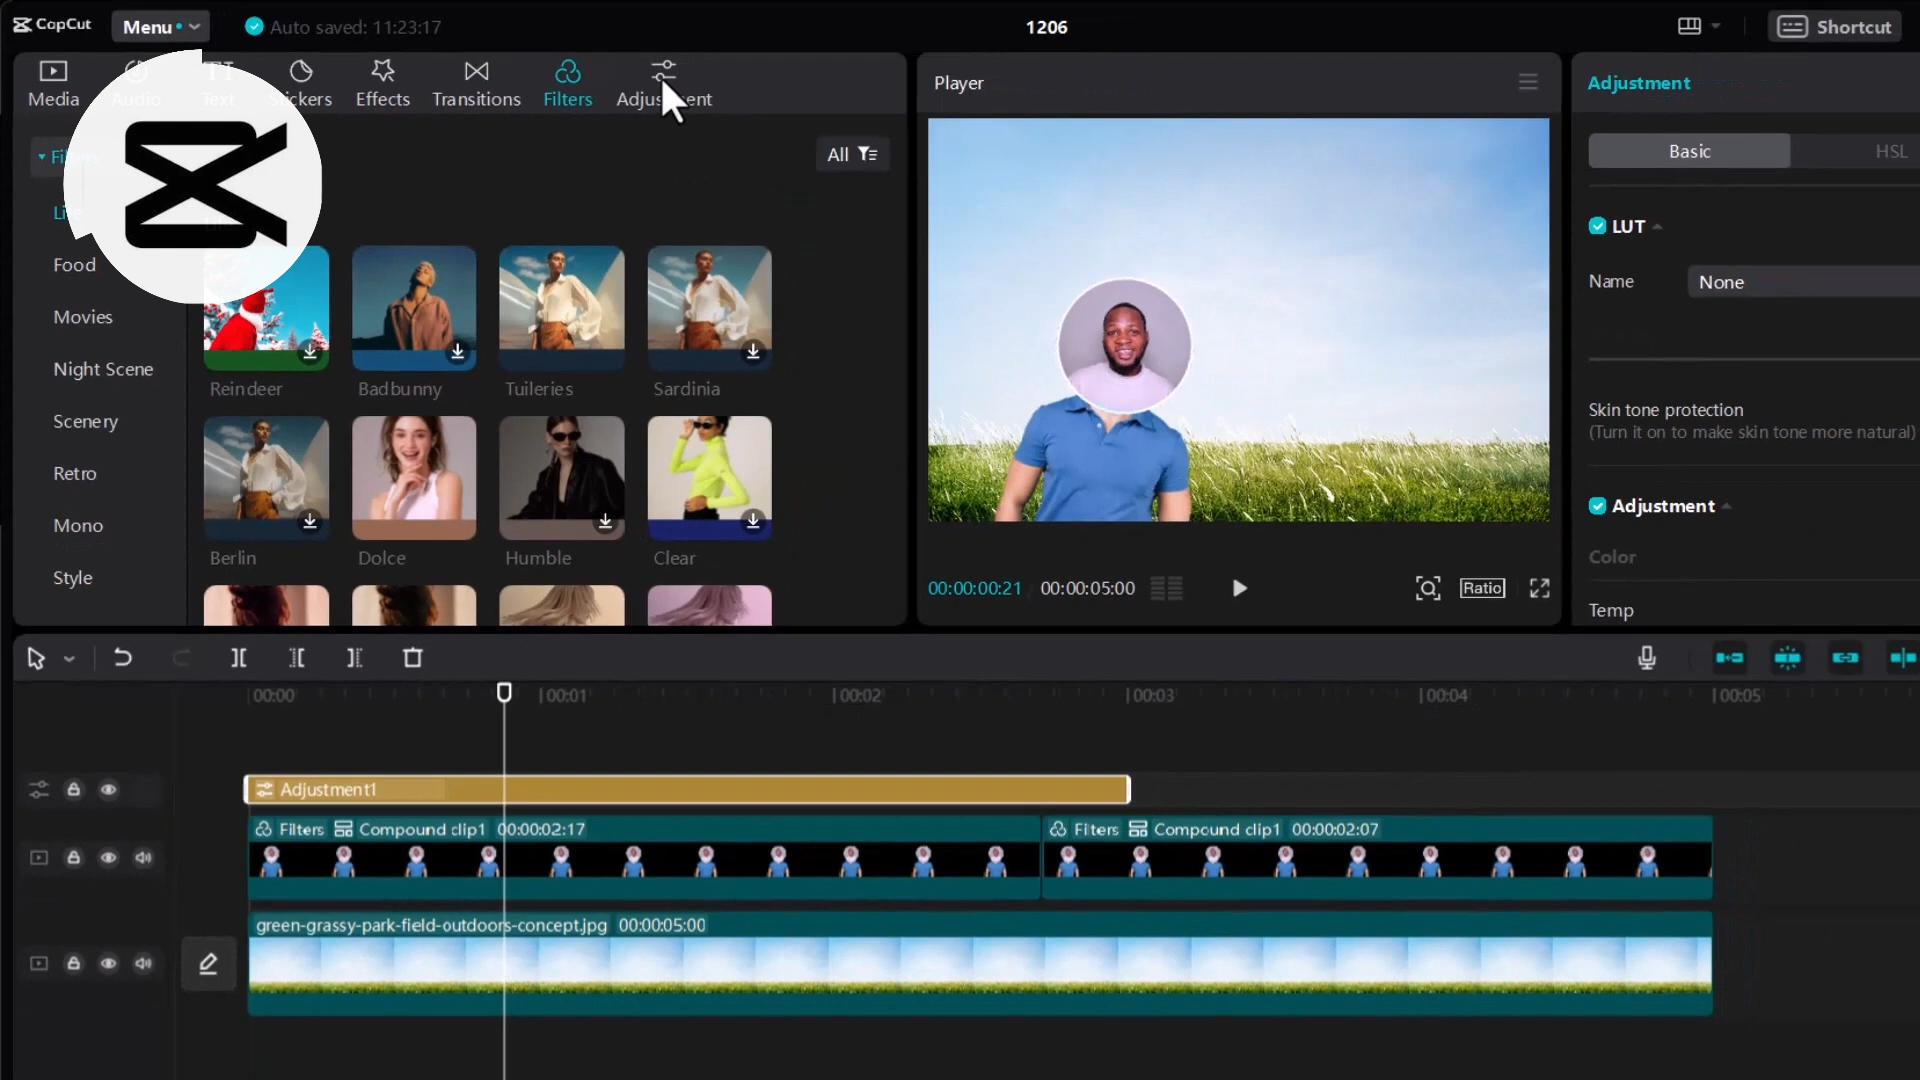 CapCut
Menu
Auto saved: 11:23:17
1206
Shortcut
Media
Audio
Text
Stickers
Effects
Transitions
Filters
Adjustment
All
Food
Movies
Night Scene
Scenery
Retro
Mono
Style
Reindeer
Badbunny
Tuileries
Sardinia
Berlin
Dolce
Humble
Clear
Player
00:00:00:21
00:00:05:00
Ratio
Adjustment
Basic
HSL
LUT
Name
None
Skin tone protection
(Turn it on to make skin tone more natural)
Adjustment
Color
Temp
00:00
00:01
00:02
00:03
00:04
00:05
Adjustment1
Filters Compound clip1 00:00:02:17
Filters Compound clip1 00:00:02:07
green-grassy-park-field-outdoors-concept.jpg 00:00:05:00